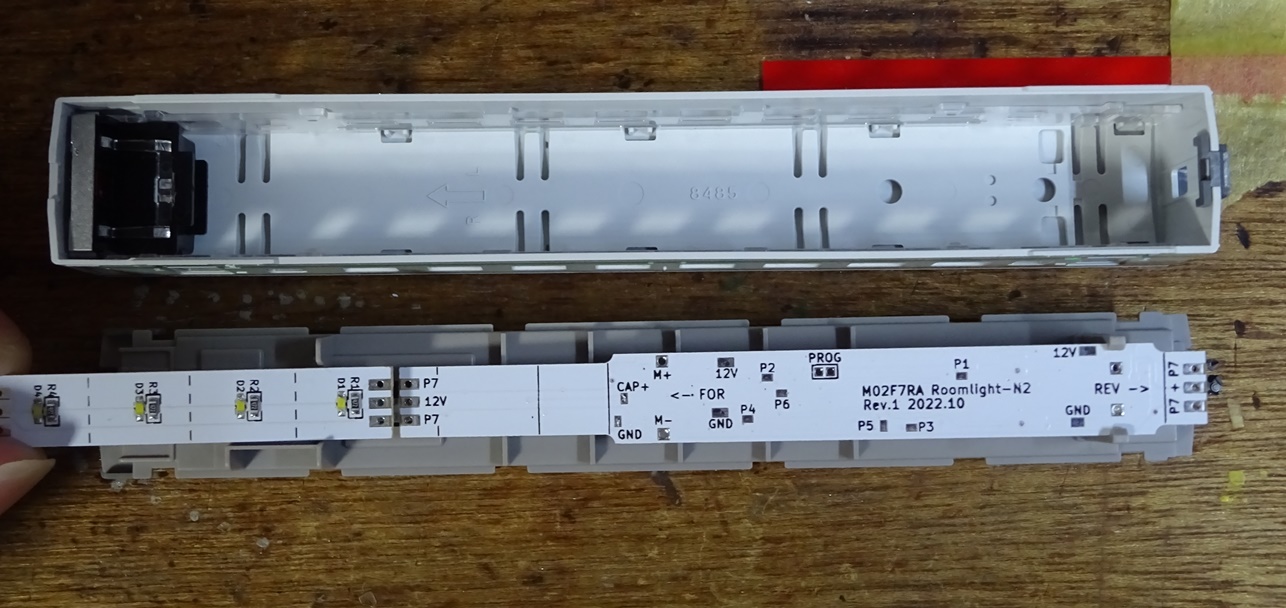 8485
R4
D4
R3
D3
R2
D2
R1
D1
P7
12V
P7
CAP+
GND
M+
M-
<-- FOR
12V
GND
P2
P4
P6
PROG
M02F7RA Roomlight-N2
Rev.1 2022.10
P5
P3
P1
12V
REV -->
GND
P7
+
P7